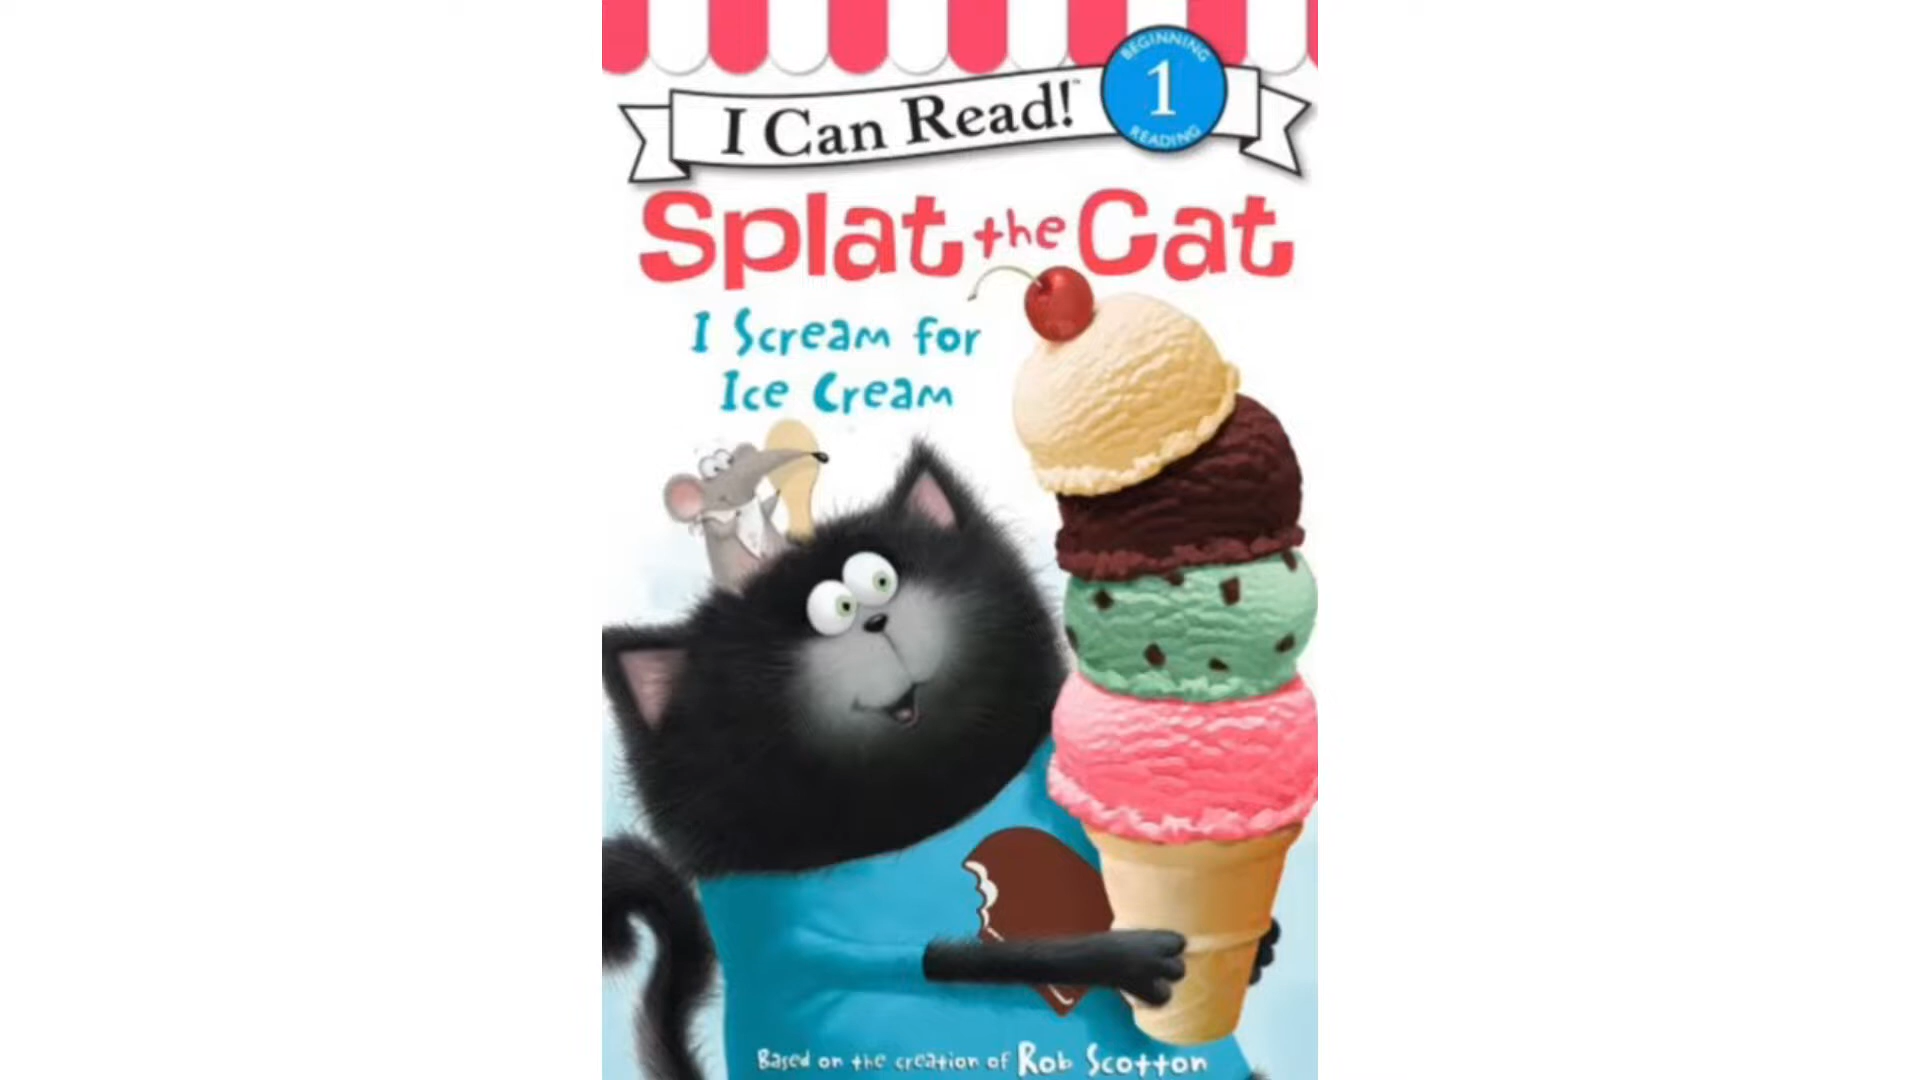 I Can Read!™
BEGINNING
1
READING
Splat the Cat
I Scream for
Ice Cream
Based on the creation of Rob Scotton